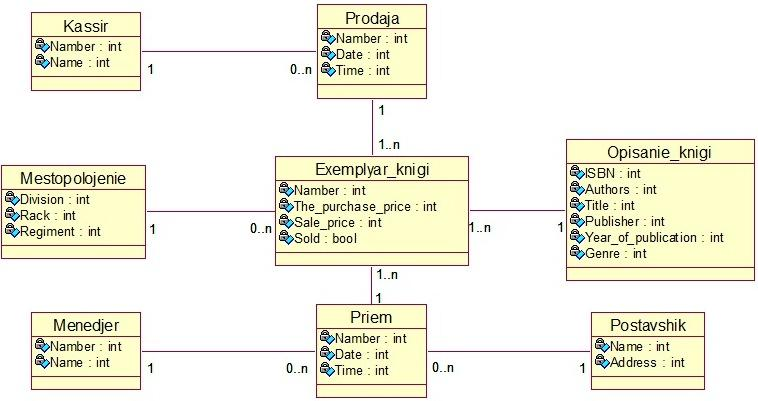 Kassir
Namber : int
Name : int
1
0..n
Prodaja
Namber : int
Date : int
Time : int
1
1..n
Mestopolojenie
Division : int
Rack : int
Regiment : int
1
0..n
Exemplyar_knigi
Namber : int
The_purchase_price : int
Sale_price : int
Sold : bool
1..n
1
Opisanie_knigi
ISBN : int
Authors : int
Title : int
Publisher : int
Year_of_publication : int
Genre : int
1..n
1
Menedjer
Namber : int
Name : int
1
0..n
Priem
Namber : int
Date : int
Time : int
0..n
1
Postavshik
Name : int
Address : int